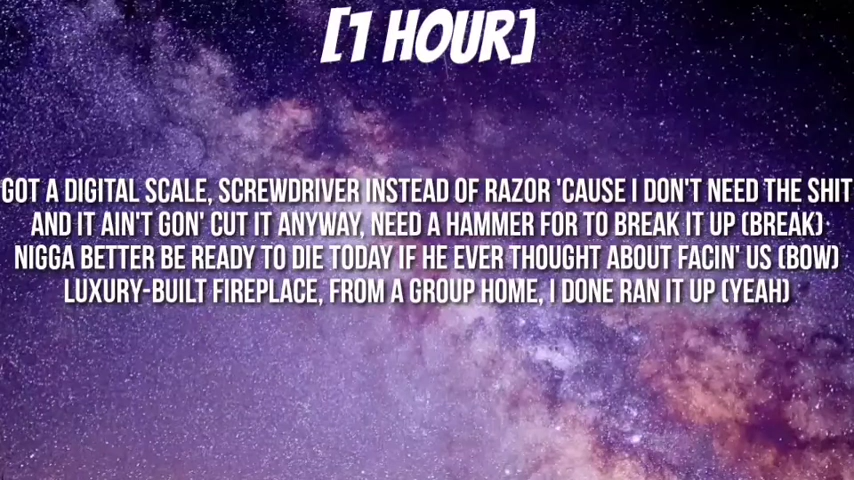 [1 HOUR]
GOT A DIGITAL SCALE, SCREWDRIVER INSTEAD OF RAZOR 'CAUSE I DON'T NEED THE SHIT
AND IT AIN'T GON' CUT IT ANYWAY, NEED A HAMMER FOR TO BREAK IT UP (BREAK)
NIGGA BETTER BE READY TO DIE TODAY IF HE EVER THOUGHT ABOUT FACIN' US (BOW)
LUXURY-BUILT FIREPLACE, FROM A GROUP HOME, I DONE RAN IT UP (YEAH)